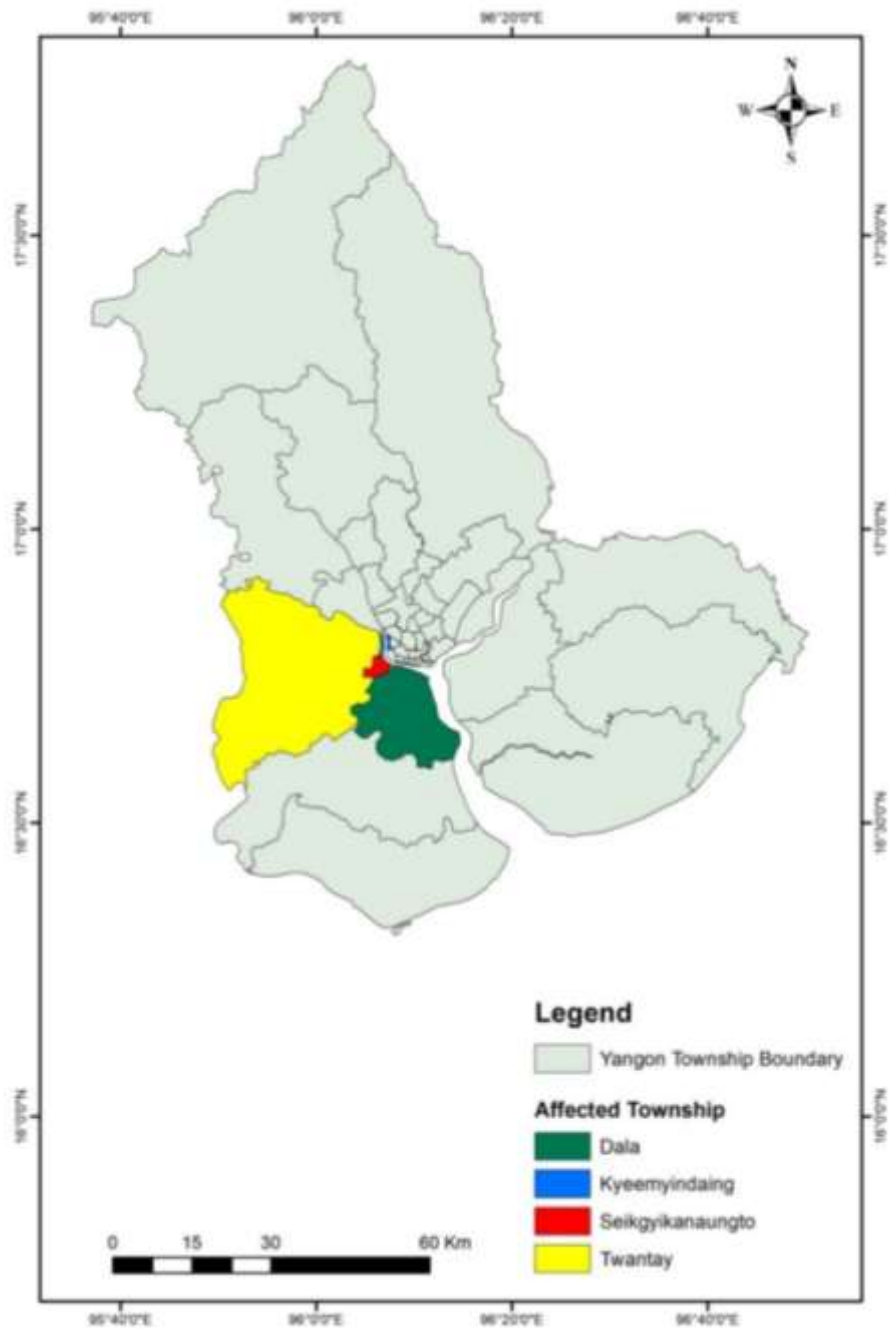 95°40'0"E 96°0'0"E 96°20'0"E 96°40'0"E
N
W E
S
17°30'0"N 17°30'0"N
17°0'0"N 17°0'0"N
16°30'0"N 16°30'0"N
16°0'0"N 16°0'0"N
Legend
Yangon Township Boundary
Affected Township
Dala
Kyeemyindaing
Seikgyikanaungto
Twantay
0 15 30 60 Km
95°40'0"E 96°0'0"E 96°20'0"E 96°40'0"E